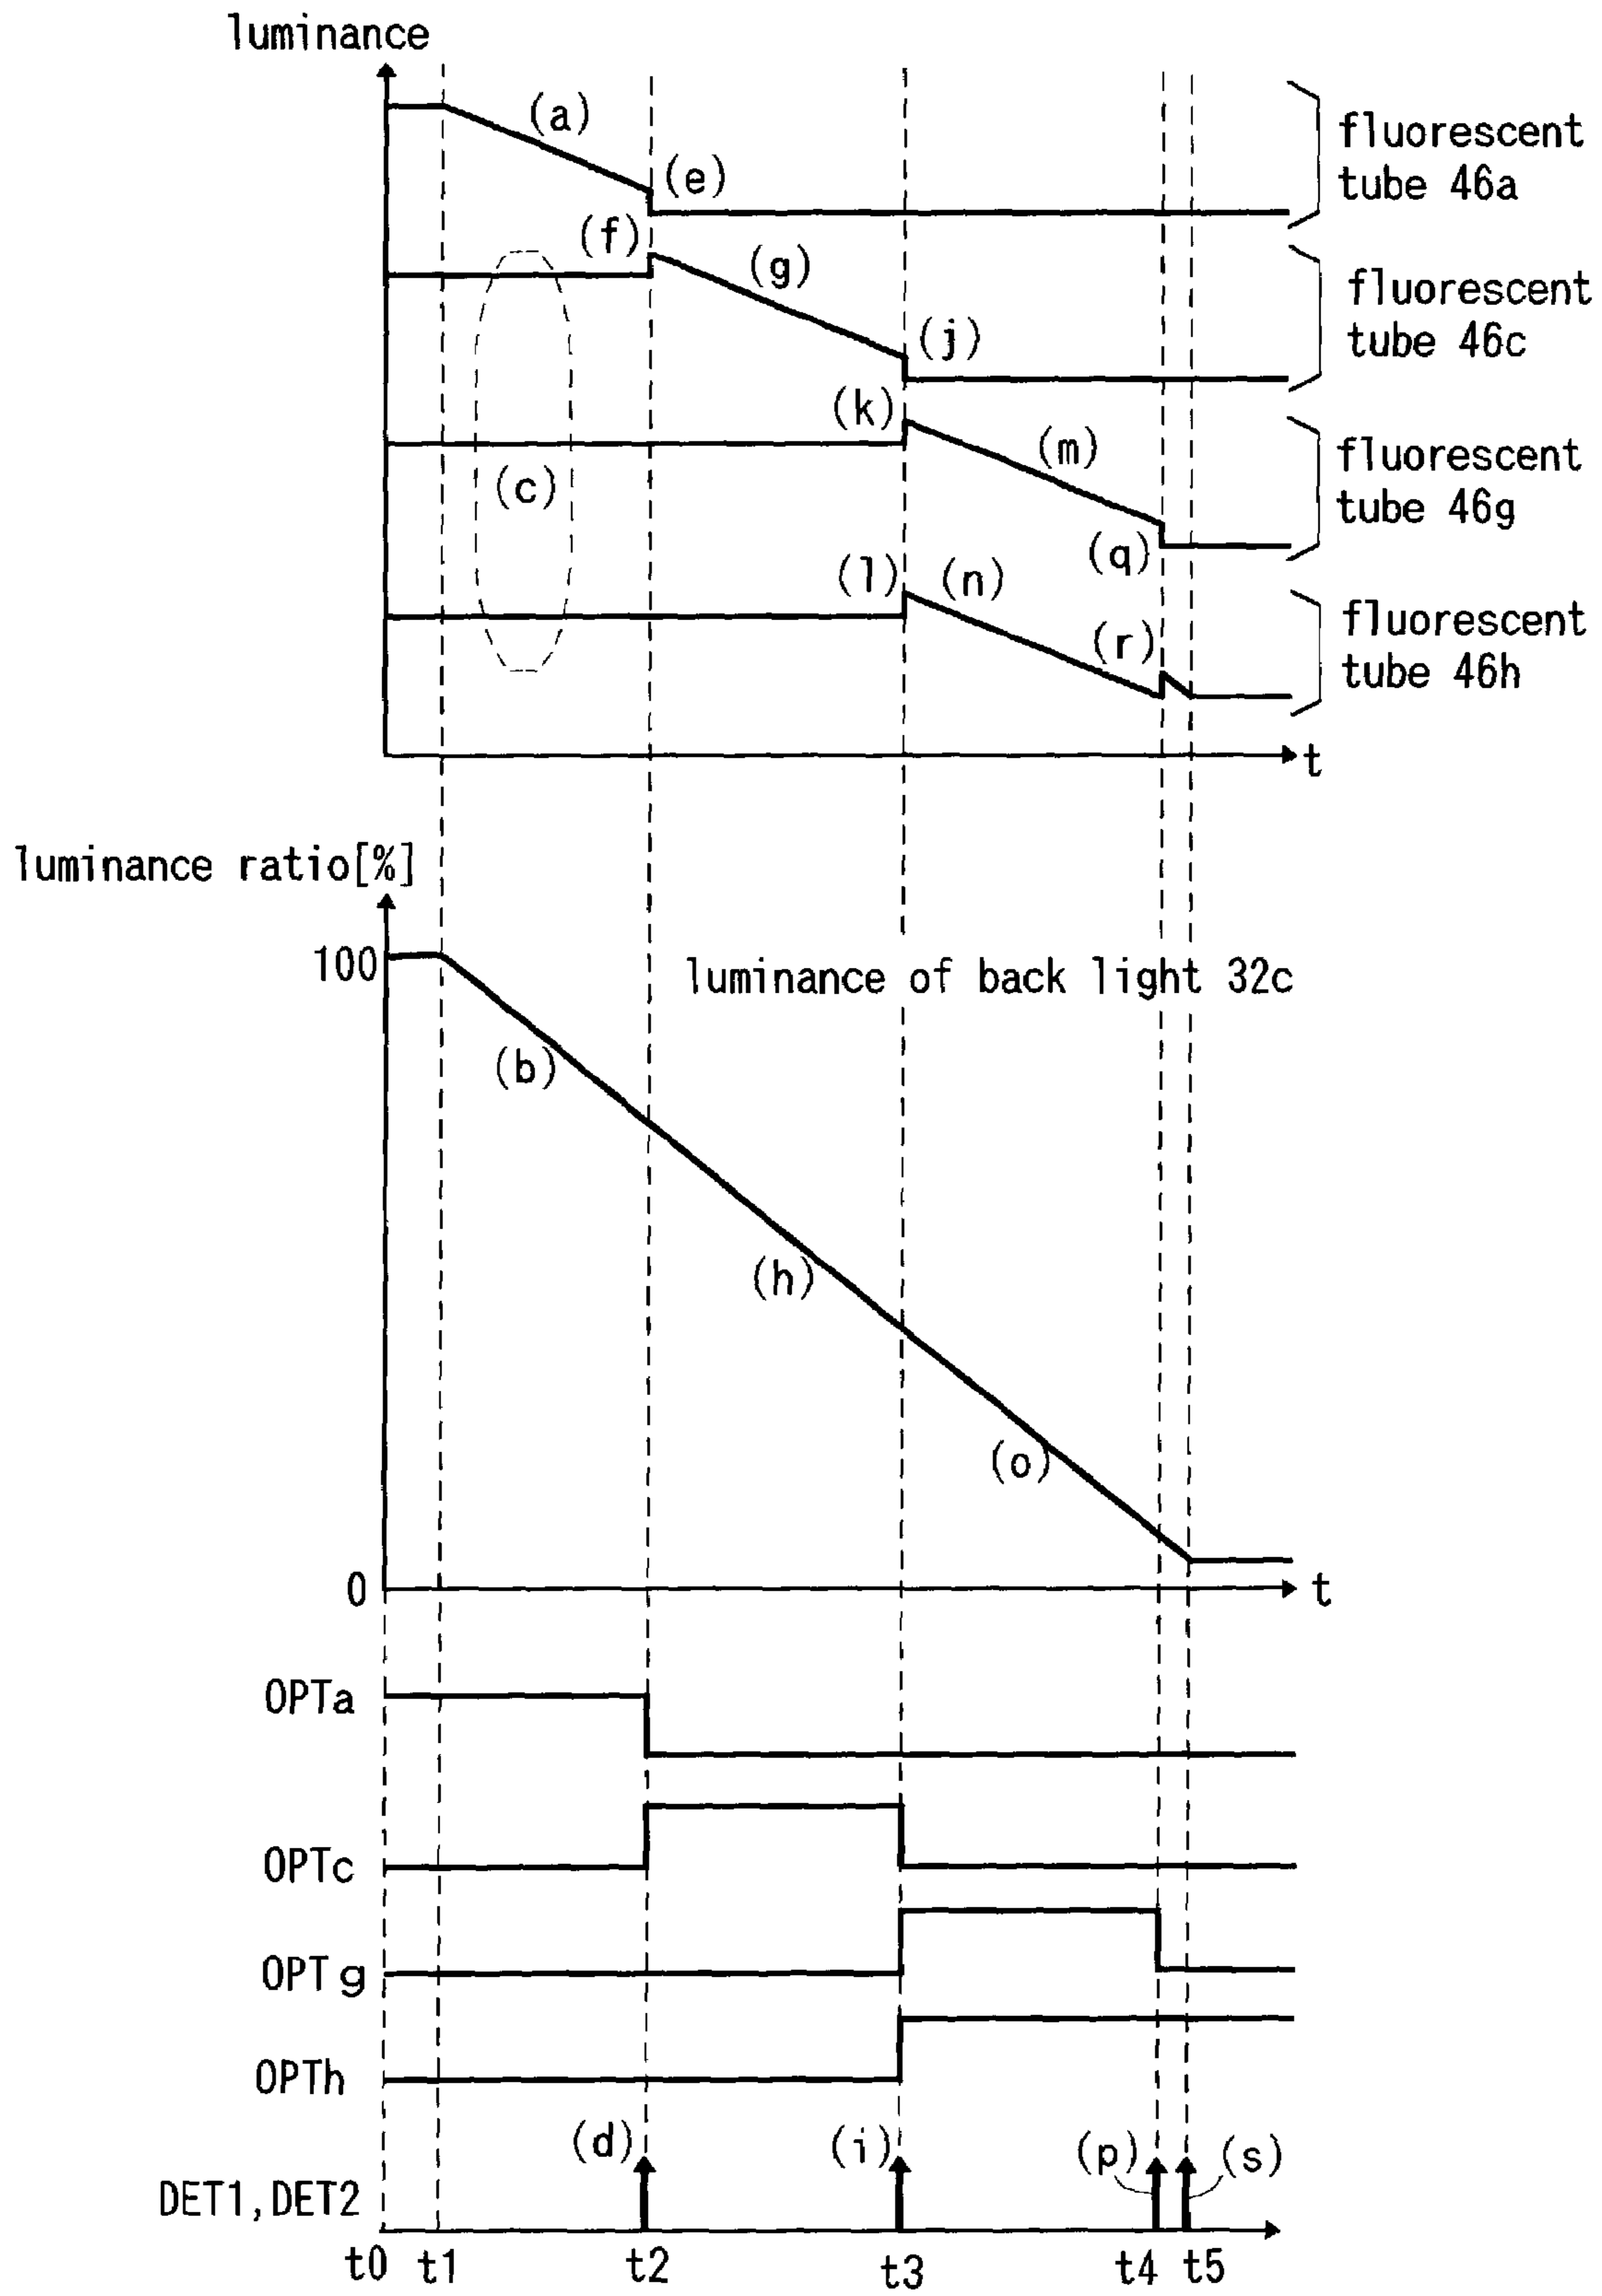 luminance
(a)
fluorescent
tube 46a
(e)
(f)
(g)
fluorescent
tube 46c
(j)
(k)
(m)
fluorescent
tube 46g
(c)
(q)
(l)
(n)
(r)
fluorescent
tube 46h
t
luminance ratio[%]
100
luminance of back light 32c
(b)
(h)
(o)
0
t
OPTa
OPTc
OPTg
OPTh
(d)
(i)
(p)
(s)
DET1,DET2
t0 t1 t2 t3 t4 t5